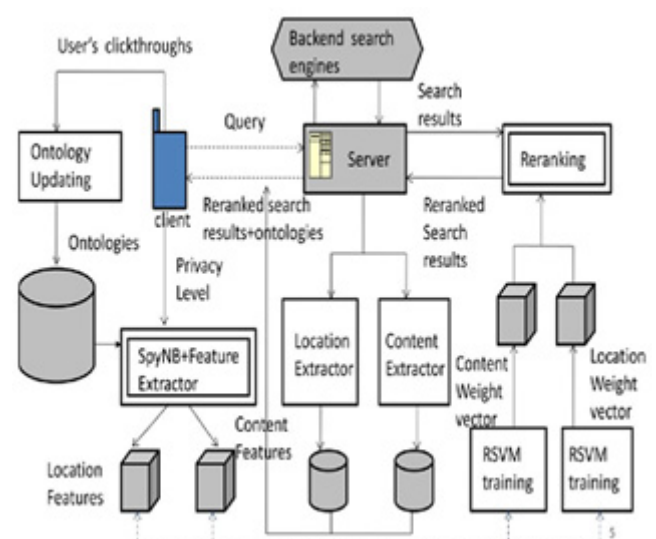 User's clickthroughs
Backend search
engines
Search
results
Query
Ontology
Updating
Server
Reranking
client
Reranked search
results+ontologies
Reranked
Search
results
Ontologies
Privacy
Level
SpyNB+Feature
Extractor
Location
Extractor
Content
Extractor
Content
Weight
vector
Location
Weight
vector
Content
Features
Location
Features
RSVM
training
RSVM
training
5